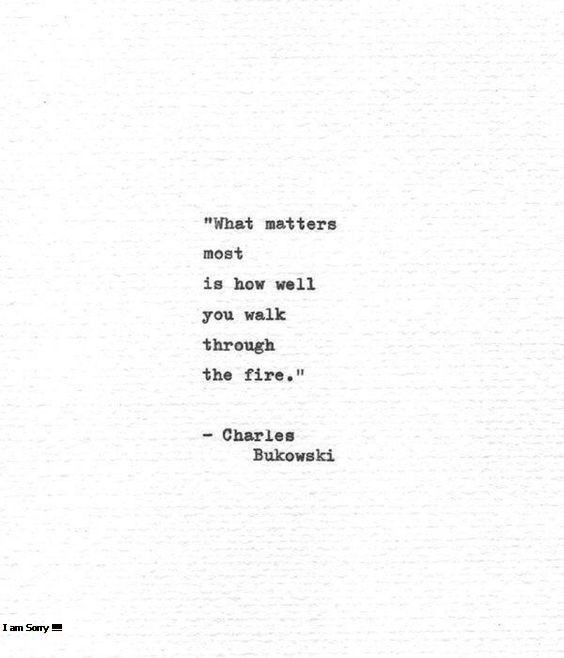 "What matters
most
is how well
you walk
through
the fire."
- Charles
Bukowski
I am Sorry !!!!